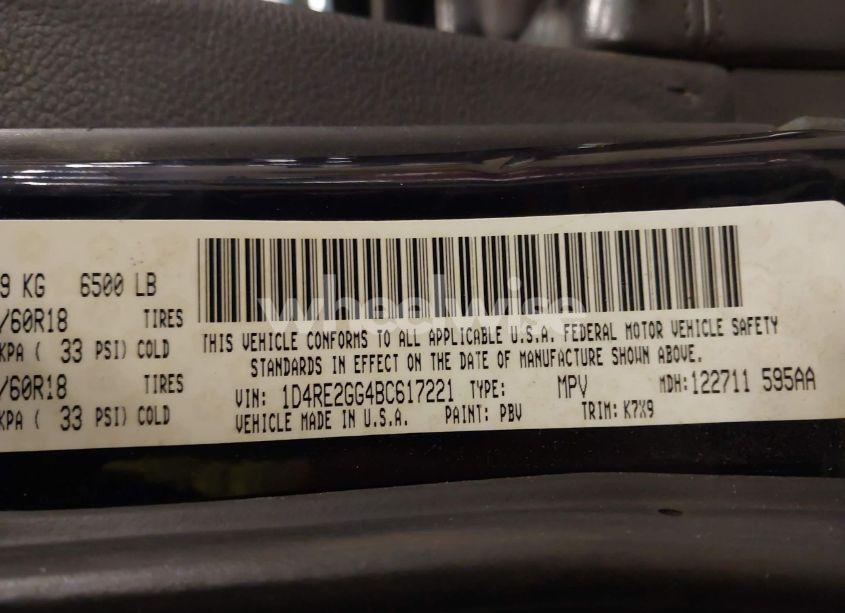 9 KG 6500 LB
/60R18 TIRES
KPA ( 33 PSI) COLD
/60R18 TIRES
KPA ( 33 PSI) COLD
wheelwise
THIS VEHICLE CONFORMS TO ALL APPLICABLE U.S.A. FEDERAL MOTOR VEHICLE SAFETY
STANDARDS IN EFFECT ON THE DATE OF MANUFACTURE SHOWN ABOVE.
VIN: 1D4RE2GG4BC617221 TYPE: MPV MDH: 122711 595AA
VEHICLE MADE IN U.S.A. PAINT: PBV TRIM: K7X9